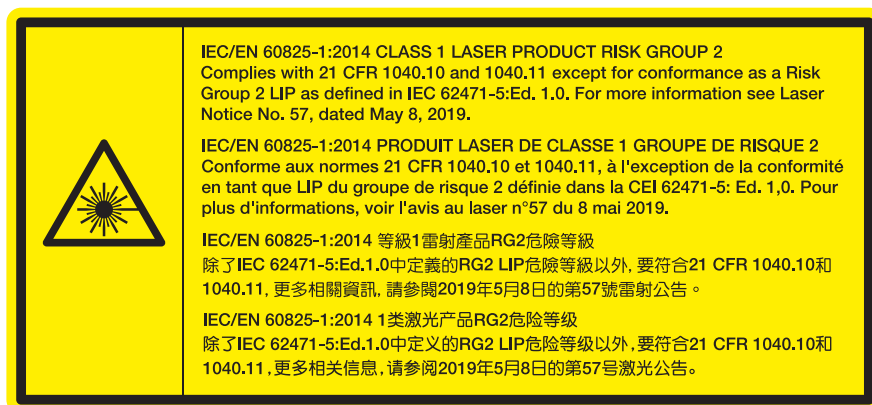 IEC/EN 60825-1:2014 CLASS 1 LASER PRODUCT RISK GROUP 2
Complies with 21 CFR 1040.10 and 1040.11 except for conformance as a Risk
Group 2 LIP as defined in IEC 62471-5:Ed. 1.0. For more information see Laser
Notice No. 57, dated May 8, 2019.
IEC/EN 60825-1:2014 PRODUIT LASER DE CLASSE 1 GROUPE DE RISQUE 2
Conforme aux normes 21 CFR 1040.10 et 1040.11, à l'exception de la conformité
en tant que LIP du groupe de risque 2 définie dans la CEI 62471-5: Ed. 1,0. Pour
plus d'informations, voir l'avis au laser n°57 du 8 mai 2019.
IEC/EN 60825-1:2014 等級1雷射產品RG2危險等級
除了IEC 62471-5:Ed.1.0中定義的RG2 LIP危險等級以外, 要符合21 CFR 1040.10和
1040.11, 更多相關資訊, 請參閱2019年5月8日的第57號雷射公告。
IEC/EN 60825-1:2014 1类激光产品RG2危险等级
除了IEC 62471-5:Ed.1.0中定义的RG2 LIP危险等级以外,要符合21 CFR 1040.10和
1040.11,更多相关信息,请参阅2019年5月8日的第57号激光公告。